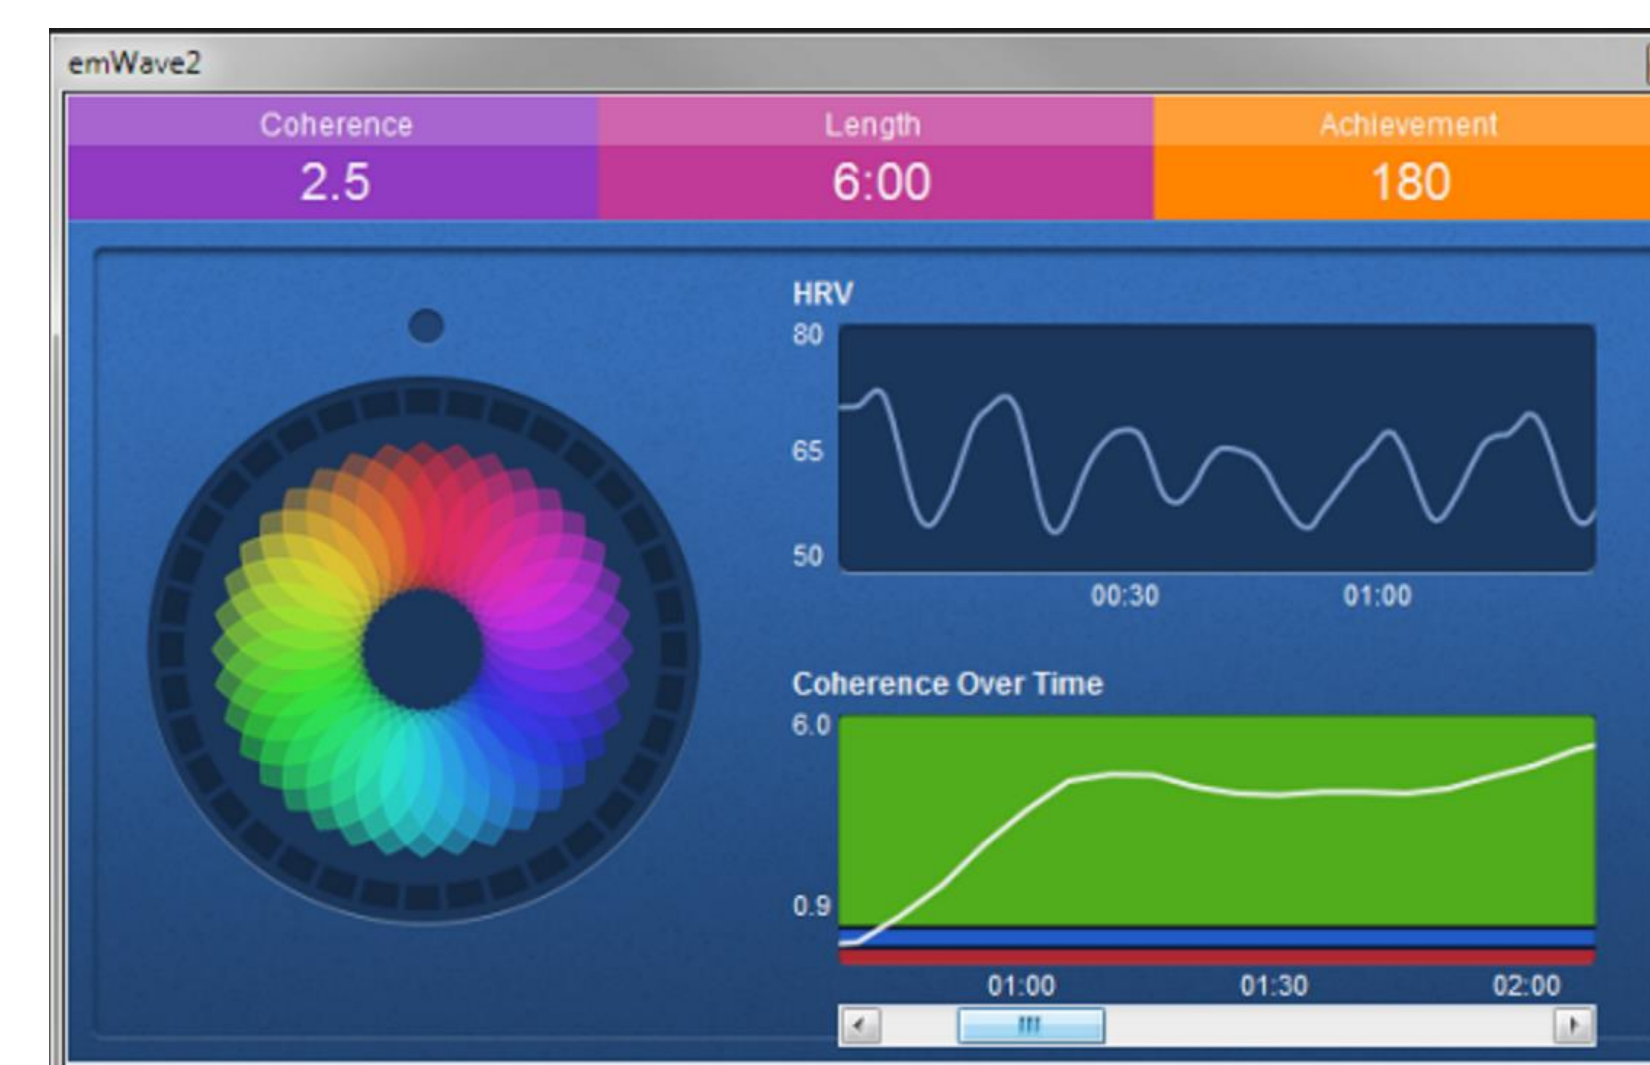 emWave2
Coherence Length Achievement
2.5 6:00 180
HRV
80
65
50
00:30 01:00
Coherence Over Time
6.0
0.9
01:00 01:30 02:00